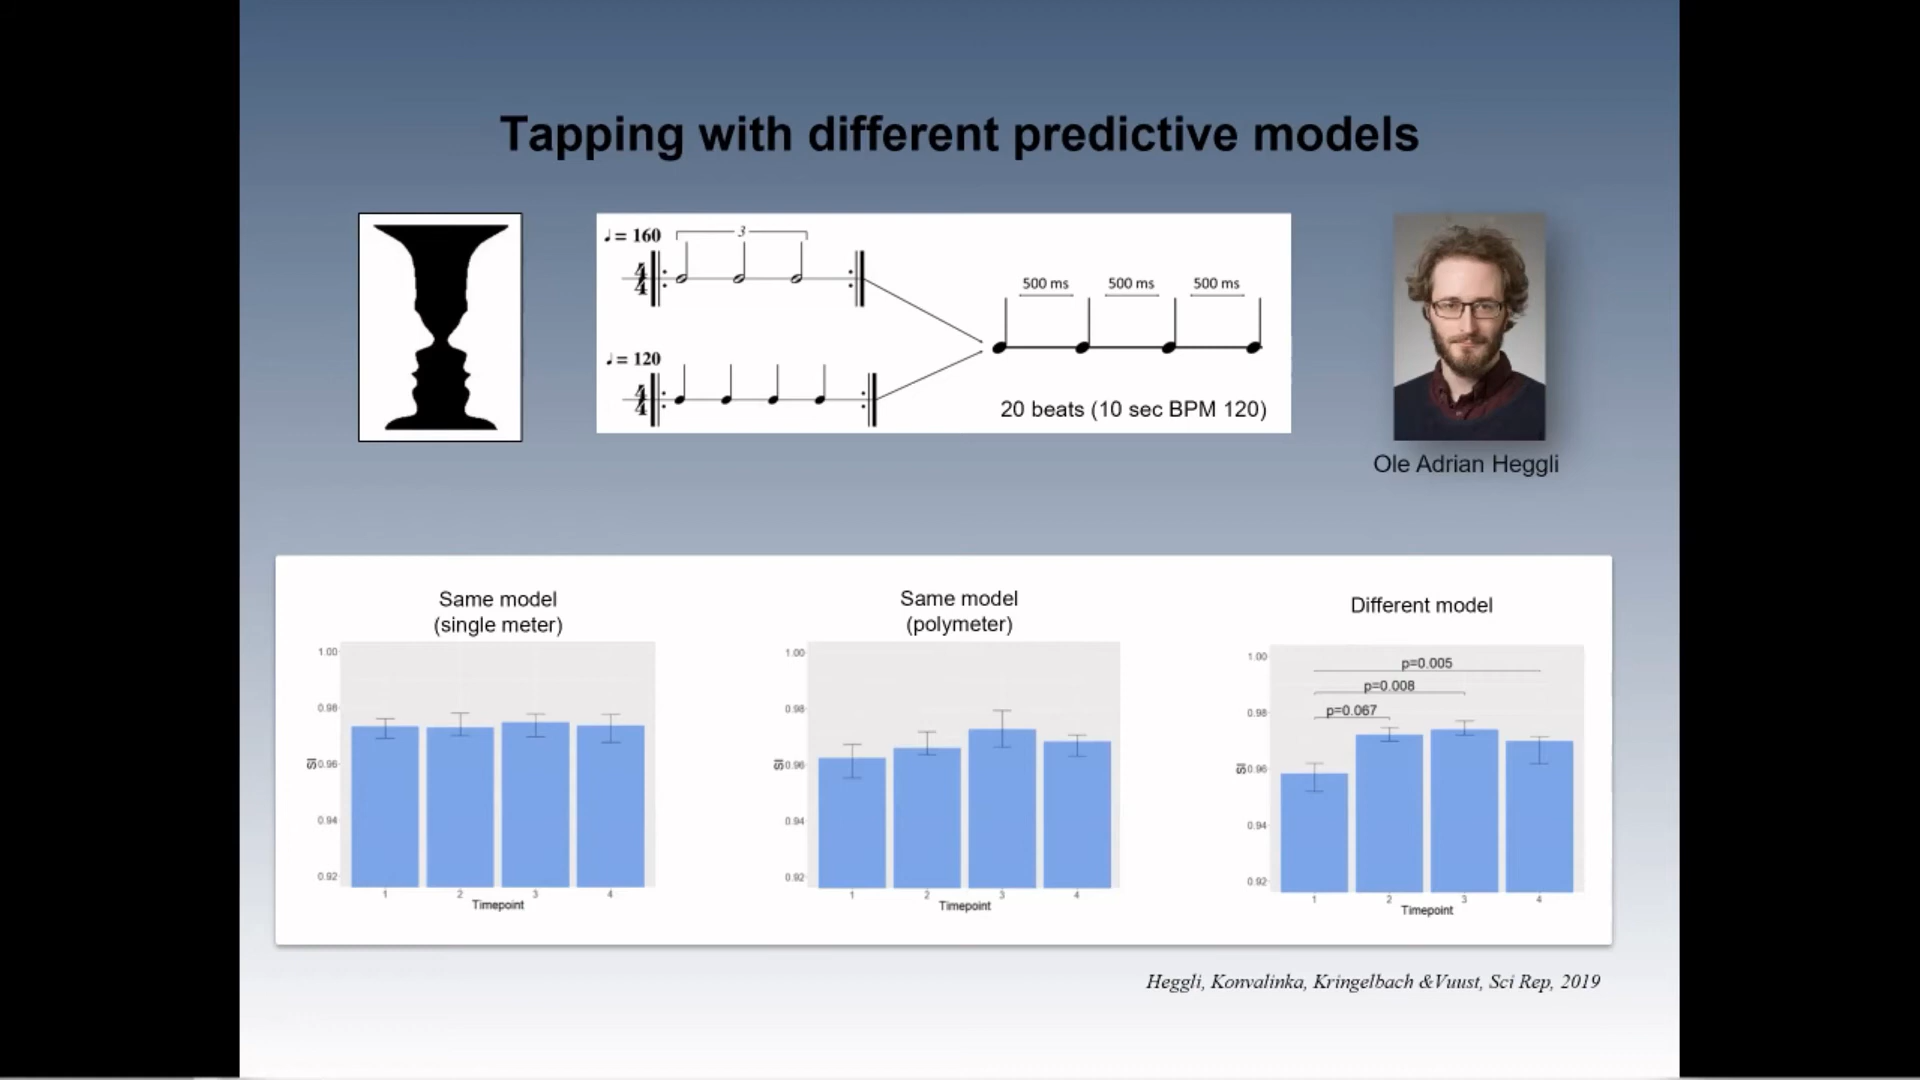 Tapping with different predictive models
♩= 160
3
4
4
♩= 120
4
4
500 ms 500 ms 500 ms
20 beats (10 sec BPM 120)
Ole Adrian Heggli
Same model
(single meter)
1.00
0.98
0.96
0.94
0.92
SI
1 2 3 4
Timepoint
Same model
(polymeter)
1.00
0.98
0.96
0.94
0.92
SI
1 2 3 4
Timepoint
Different model
p=0.005
p=0.008
p=0.067
1.00
0.98
0.96
0.94
0.92
SI
1 2 3 4
Timepoint
Heggli, Konvalinka, Kringelbach &Vuust, Sci Rep, 2019